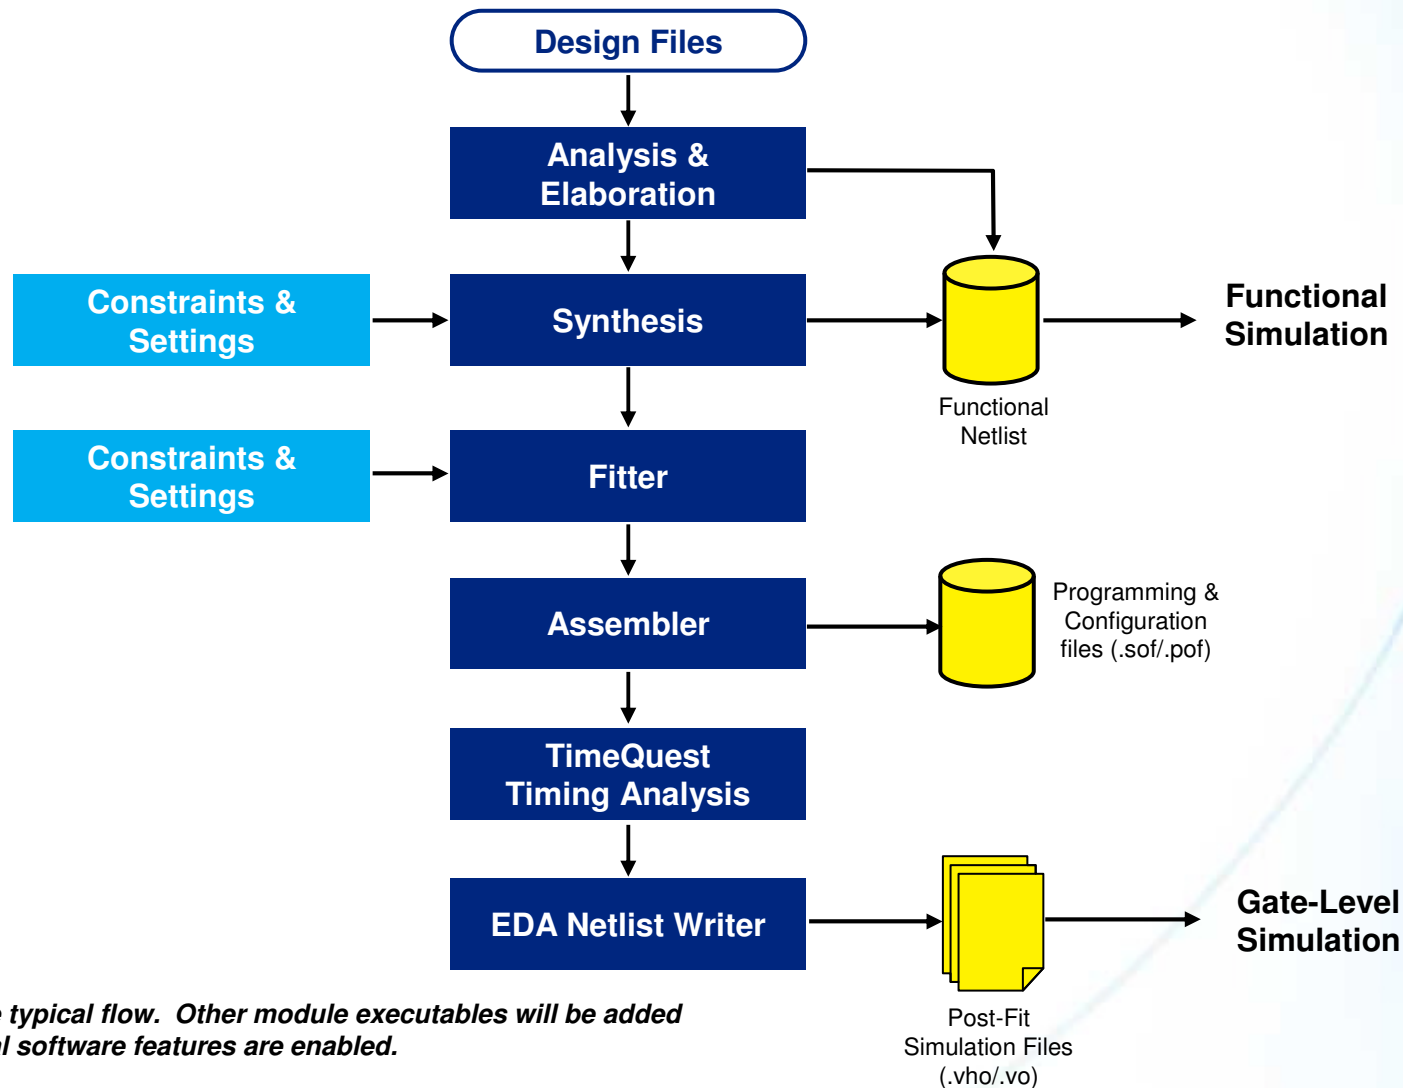 Design Files
Analysis &
Elaboration
Constraints &
Settings
Synthesis
Functional
Simulation
Functional
Netlist
Constraints &
Settings
Fitter
Assembler
Programming &
Configuration
files (.sof/.pof)
TimeQuest
Timing Analysis
EDA Netlist Writer
Gate-Level
Simulation
typical flow. Other module executables will be added
software features are enabled.
Post-Fit
Simulation Files
(.vho/.vo)